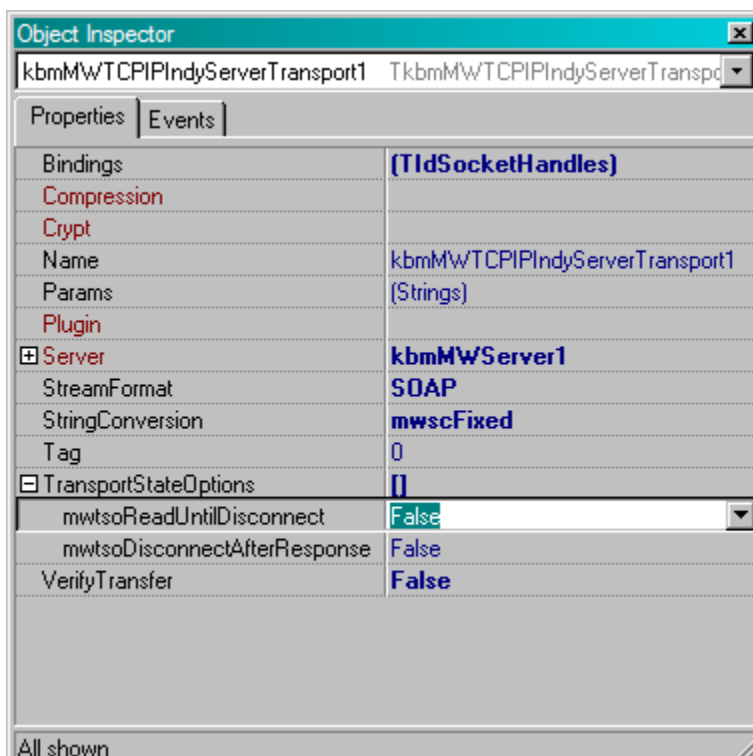 Object Inspector
kbmMWTCPIPIndyServerTransport1 TkbmMWTCPIPIndyServerTranspo
Properties Events
Bindings (TIdSocketHandles)
Compression
Crypt
Name kbmMWTCPIPIndyServerTransport1
Params (Strings)
Plugin
Server kbmMWServer1
StreamFormat SOAP
StringConversion mwscFixed
Tag 0
TransportStateOptions []
mwtsoReadUntilDisconnect False
mwtsoDisconnectAfterResponse False
VerifyTransfer False
All shown